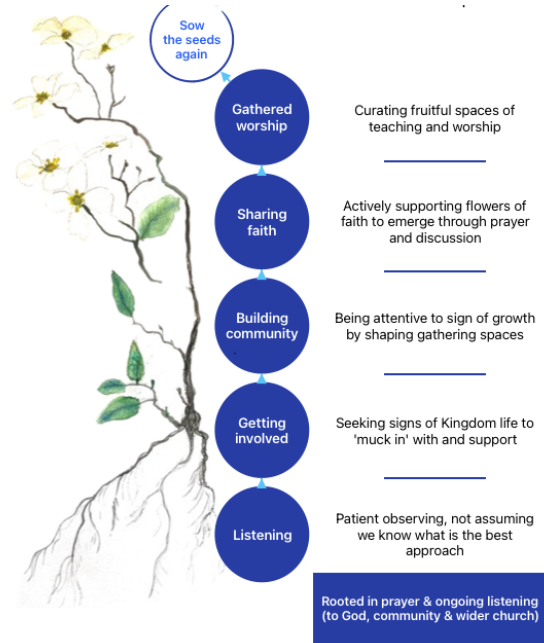 Sow
the seeds
again
Gathered
worship
Curating fruitful spaces of
teaching and worship
Sharing
faith
Actively supporting flowers of
faith to emerge through prayer
and discussion
Building
community
Being attentive to sign of growth
by shaping gathering spaces
Getting
involved
Seeking signs of Kingdom life to
'muck in' with and support
Listening
Patient observing, not assuming
we know what is the best
approach
Rooted in prayer & ongoing listening
(to God, community & wider church)